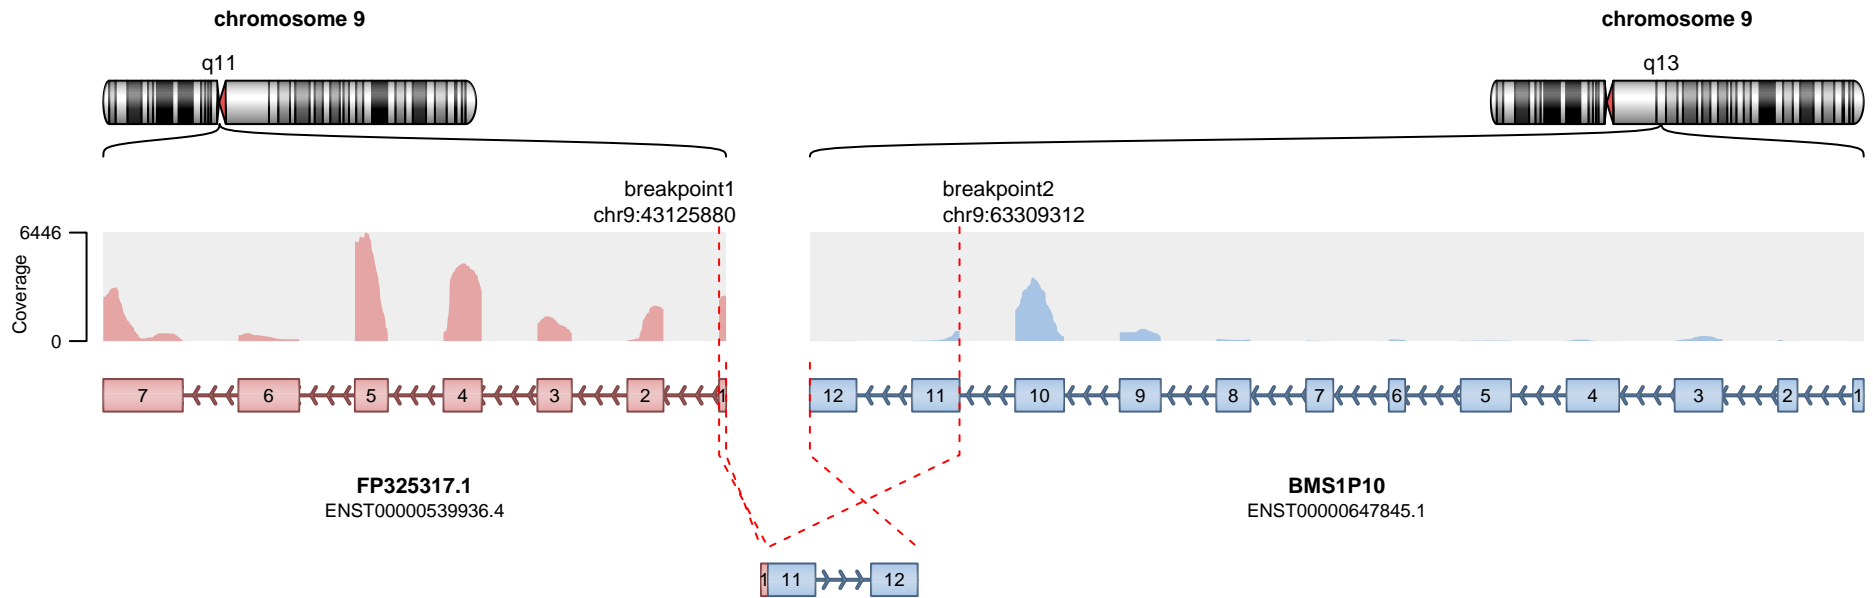 chromosome 9
chromosome 9
q11
q13
breakpoint1
chr9:43125880
breakpoint2
chr9:63309312
6446
Coverage
0
7 6 5 4 3 2 1
12 11 10 9 8 7 6 5 4 3 2 1
FP325317.1
ENST00000539936.4
BMS1P10
ENST00000647845.1
1 11 12